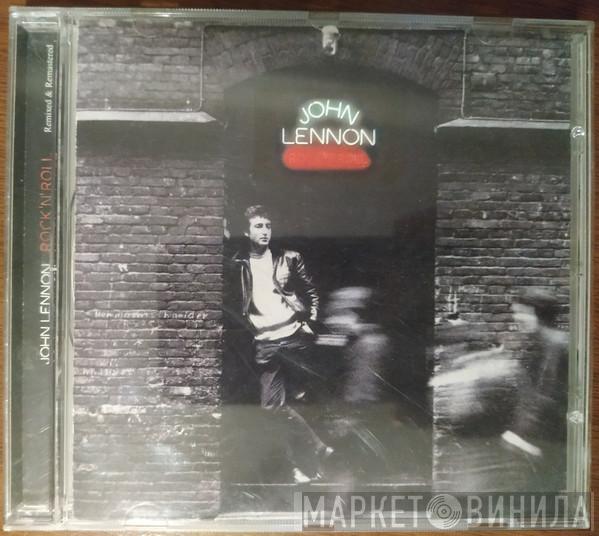 JOHN
LENNON
JOHN LENNON ROCK'N'ROLL Remixed & Remastered
МАРКЕТ ВИНИЛА